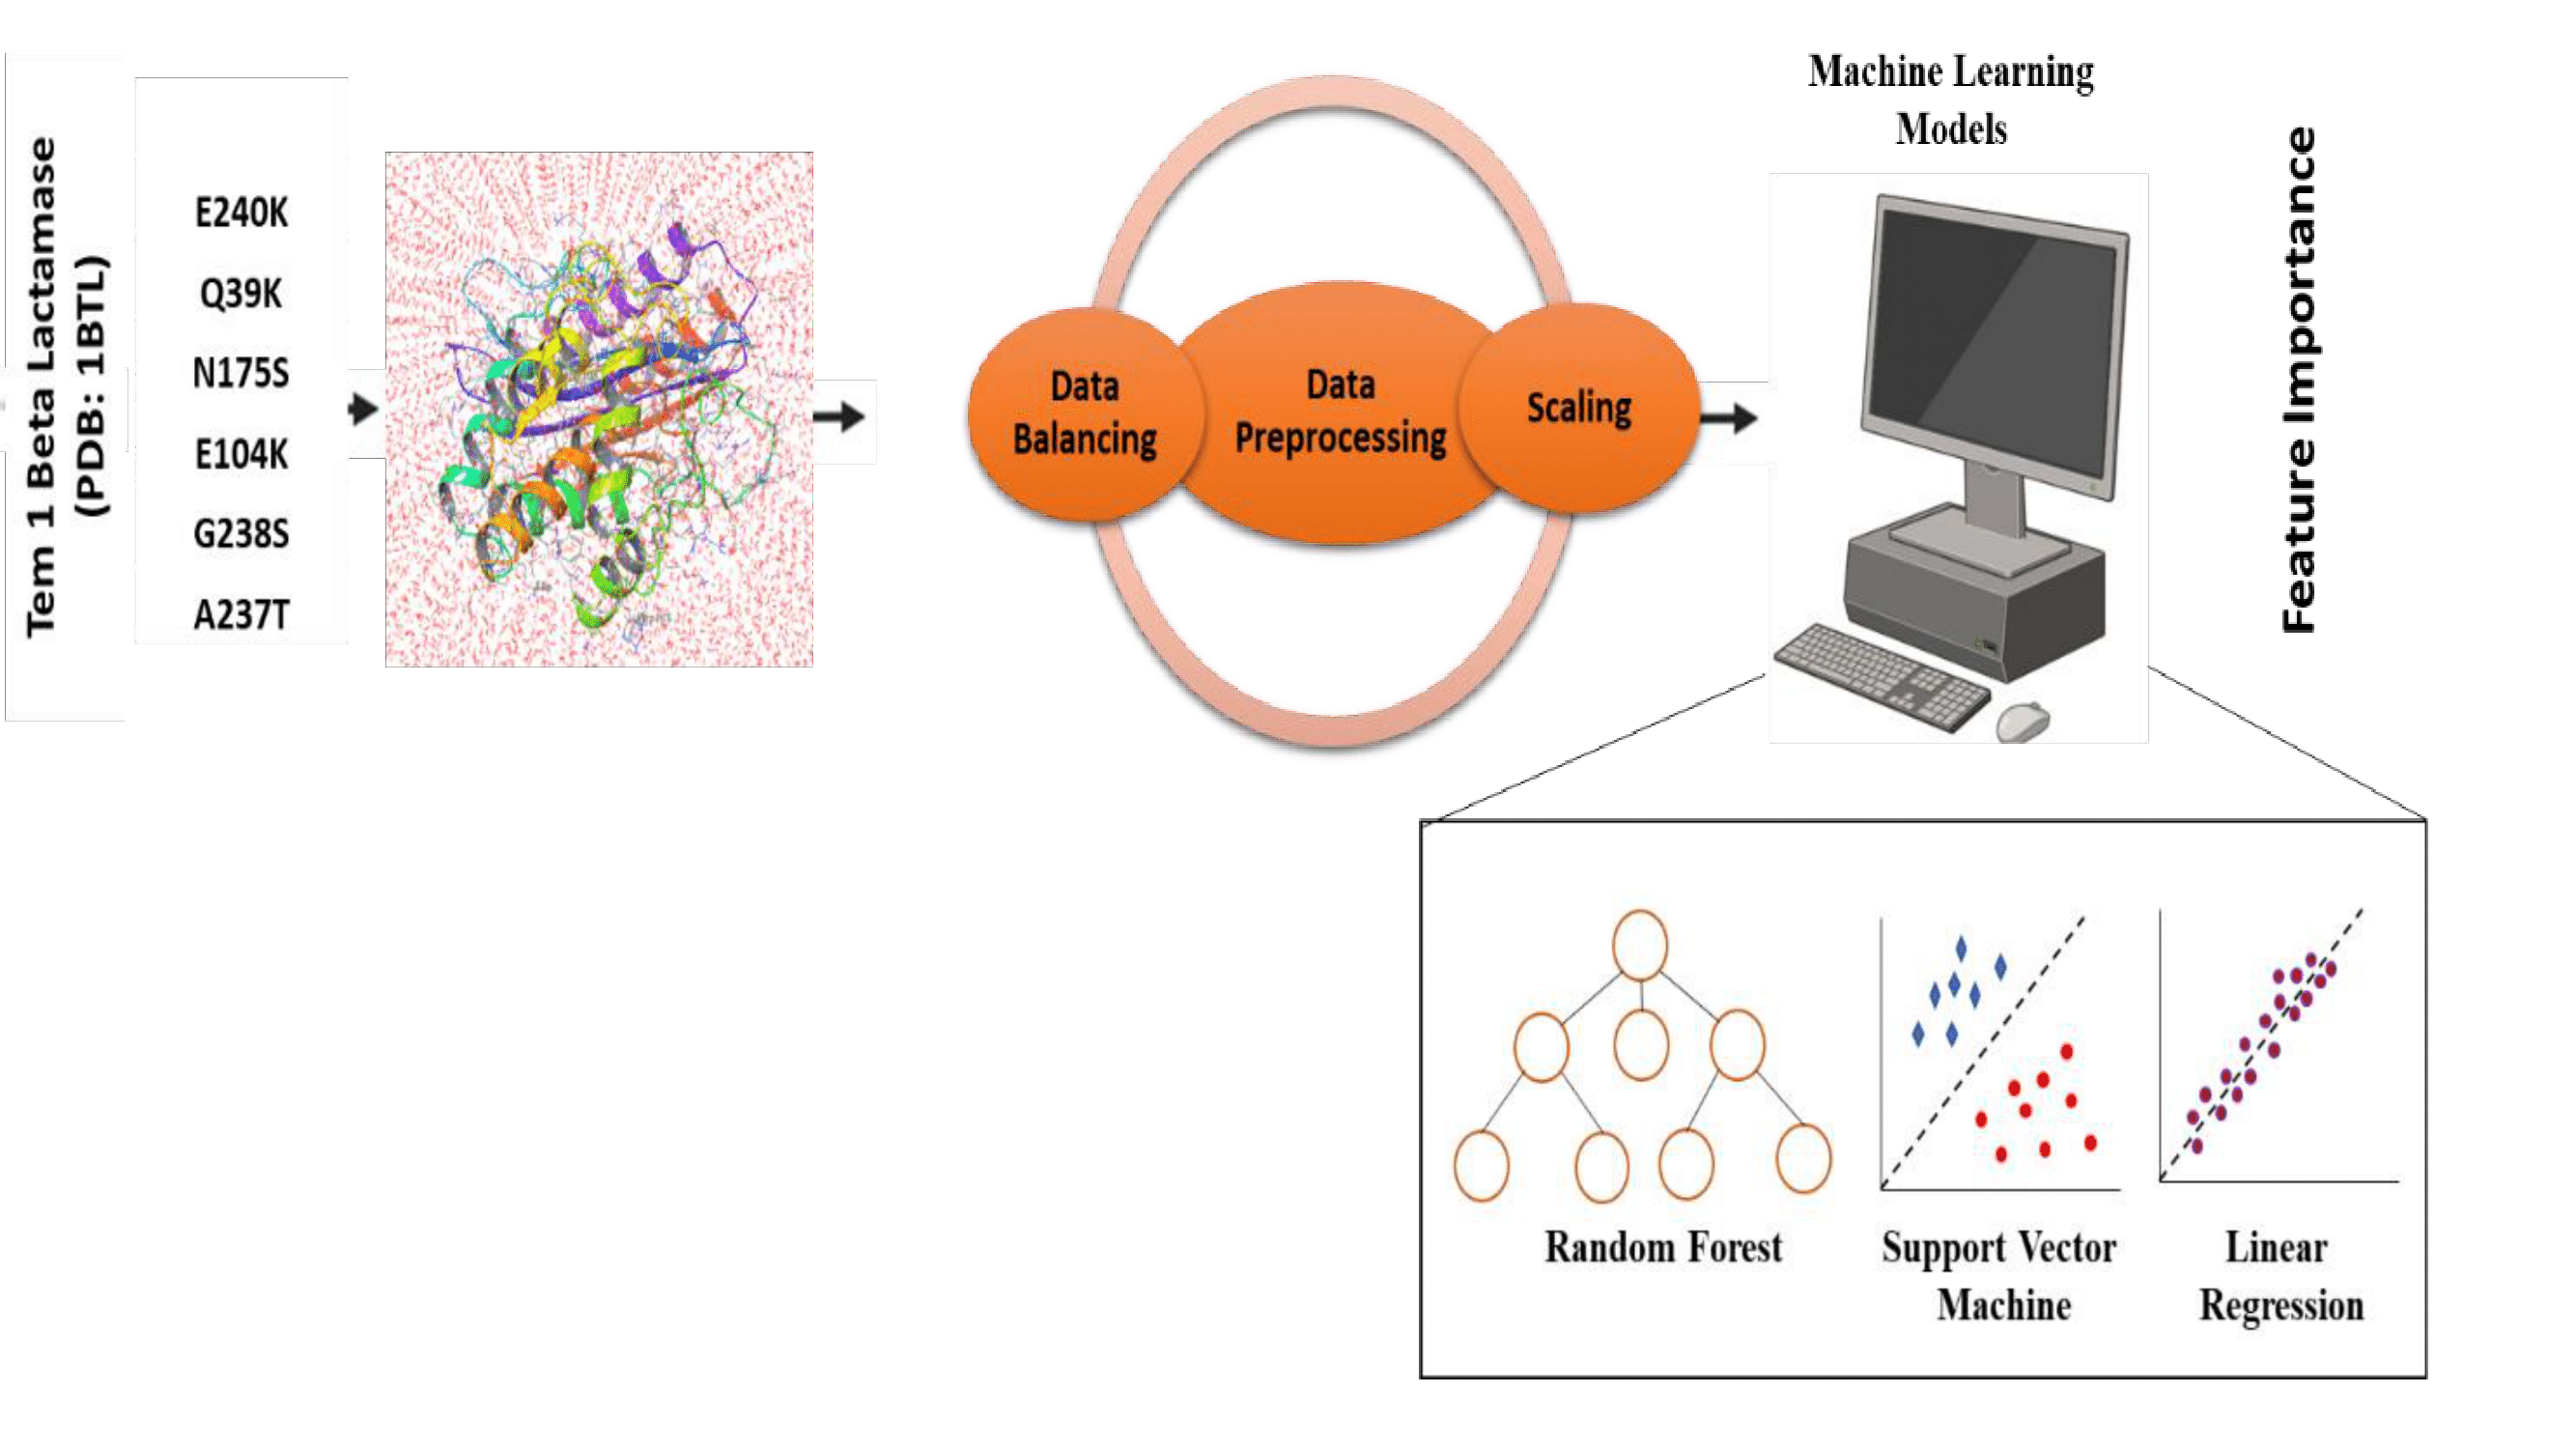 Tem 1 Beta Lactamase
(PDB: 1BTL)
E240K
Q39K
N175S
E104K
G238S
A237T
Data
Balancing
Data
Preprocessing
Scaling
Machine Learning
Models
Feature Importance
Random Forest
Support Vector
Machine
Linear
Regression